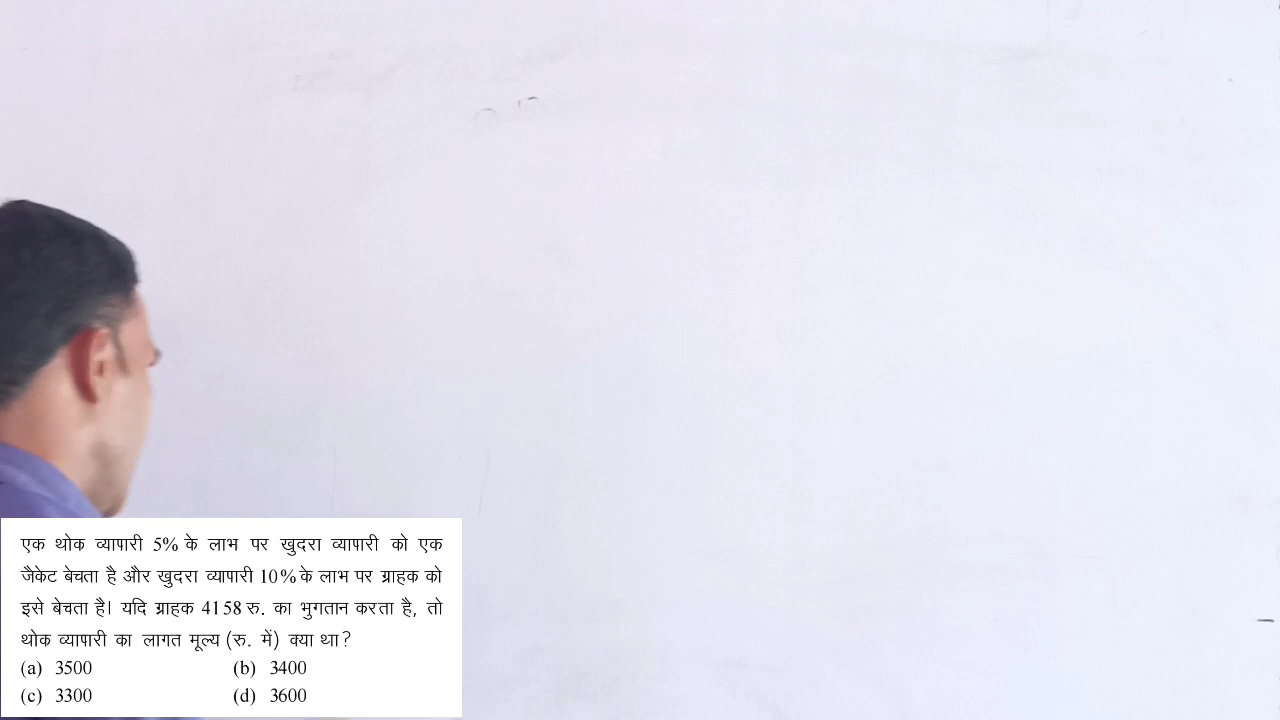 एक थोक व्यापारी 5% के लाभ पर खुदरा व्यापारी को एक
जैकेट बेचता है और खुदरा व्यापारी 10% के लाभ पर ग्राहक को
इसे बेचता है। यदि ग्राहक 4158 रु. का भुगतान करता है, तो
थोक व्यापारी का लागत मूल्य (रु. में) क्या था?
(a) 3500 (b) 3400
(c) 3300 (d) 3600